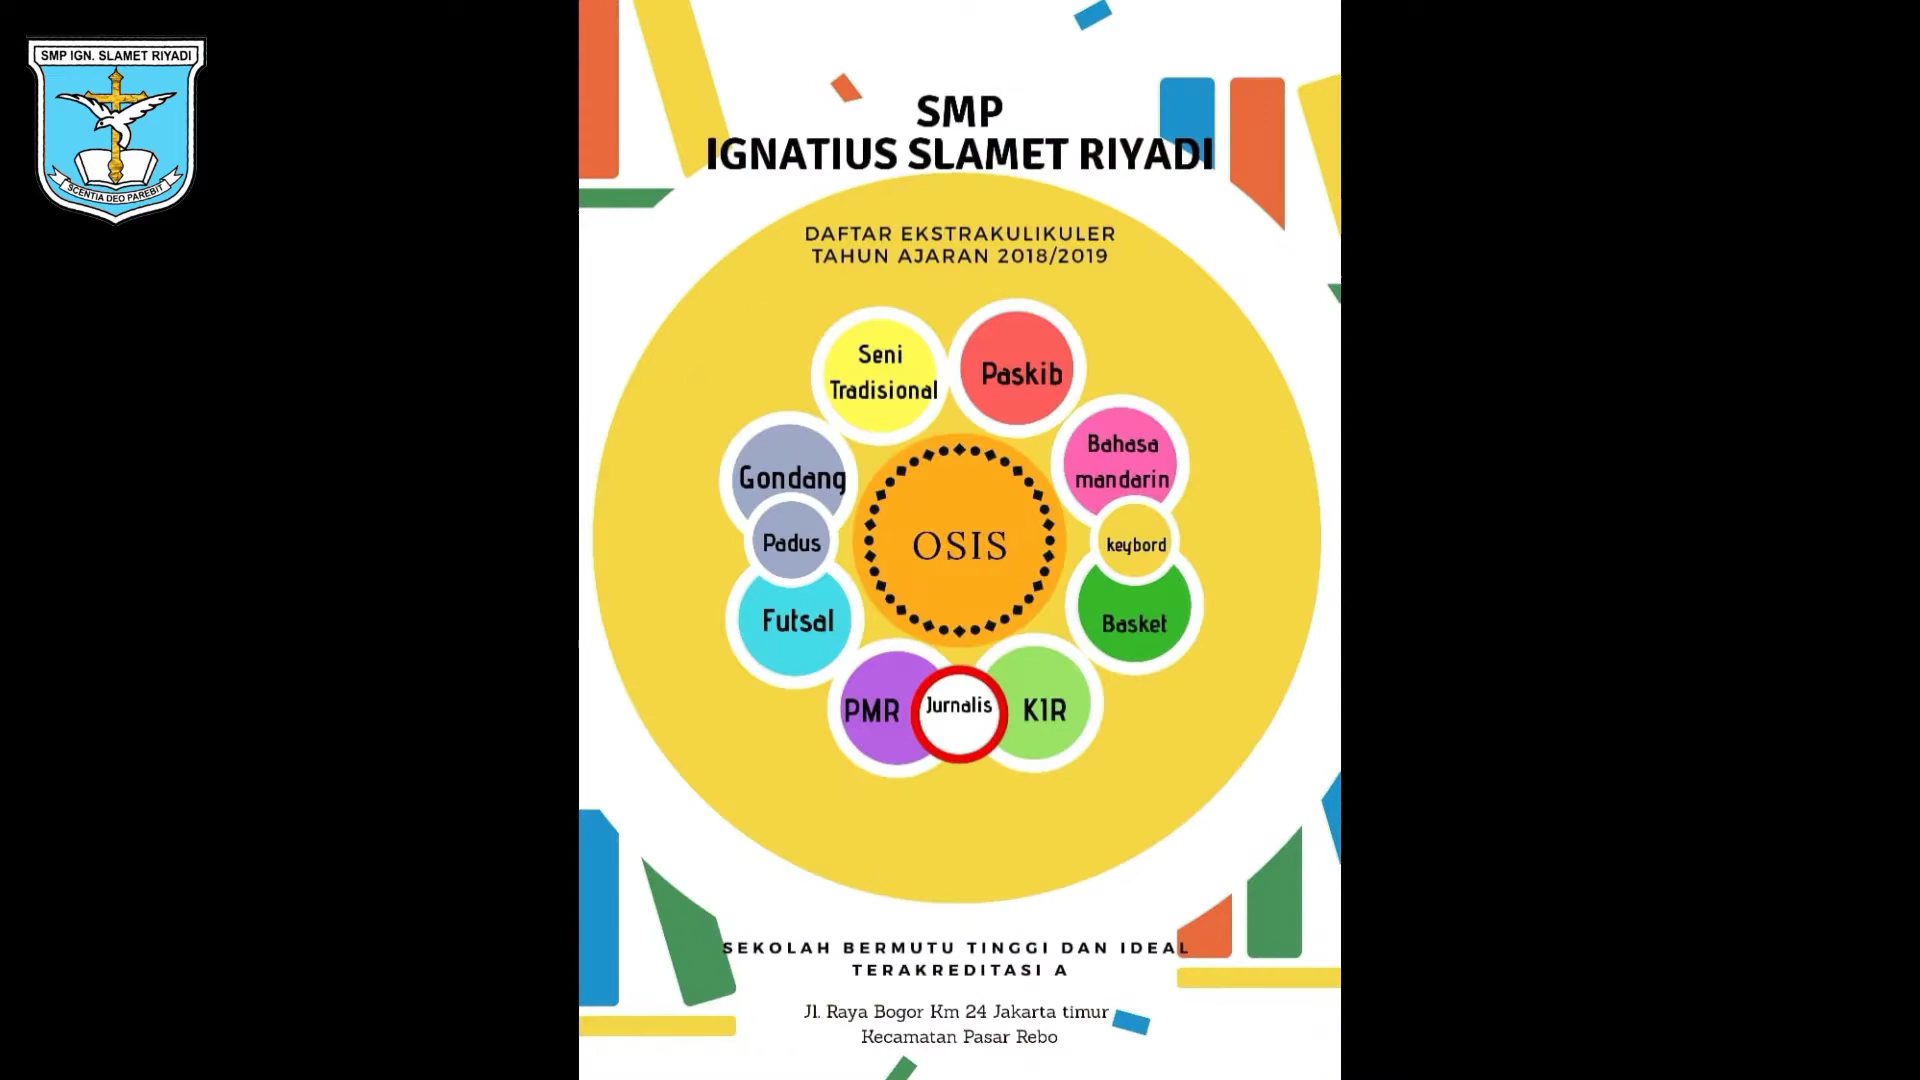 SMP IGN. SLAMET RIYADI
SCENTIA DEO PAREBIT
SMP
IGNATIUS SLAMET RIYADI
DAFTAR EKSTRAKULIKULER
TAHUN AJARAN 2018/2019
Seni
Tradisional
Paskib
Gondang
Bahasa
mandarin
Padus
OSIS
keybord
Futsal
Basket
PMR
Jurnalis
KIR
SEKOLAH BERMUTU TINGGI DAN IDEAL
TERAKREDITASI A
Jl. Raya Bogor Km 24 Jakarta timur
Kecamatan Pasar Rebo